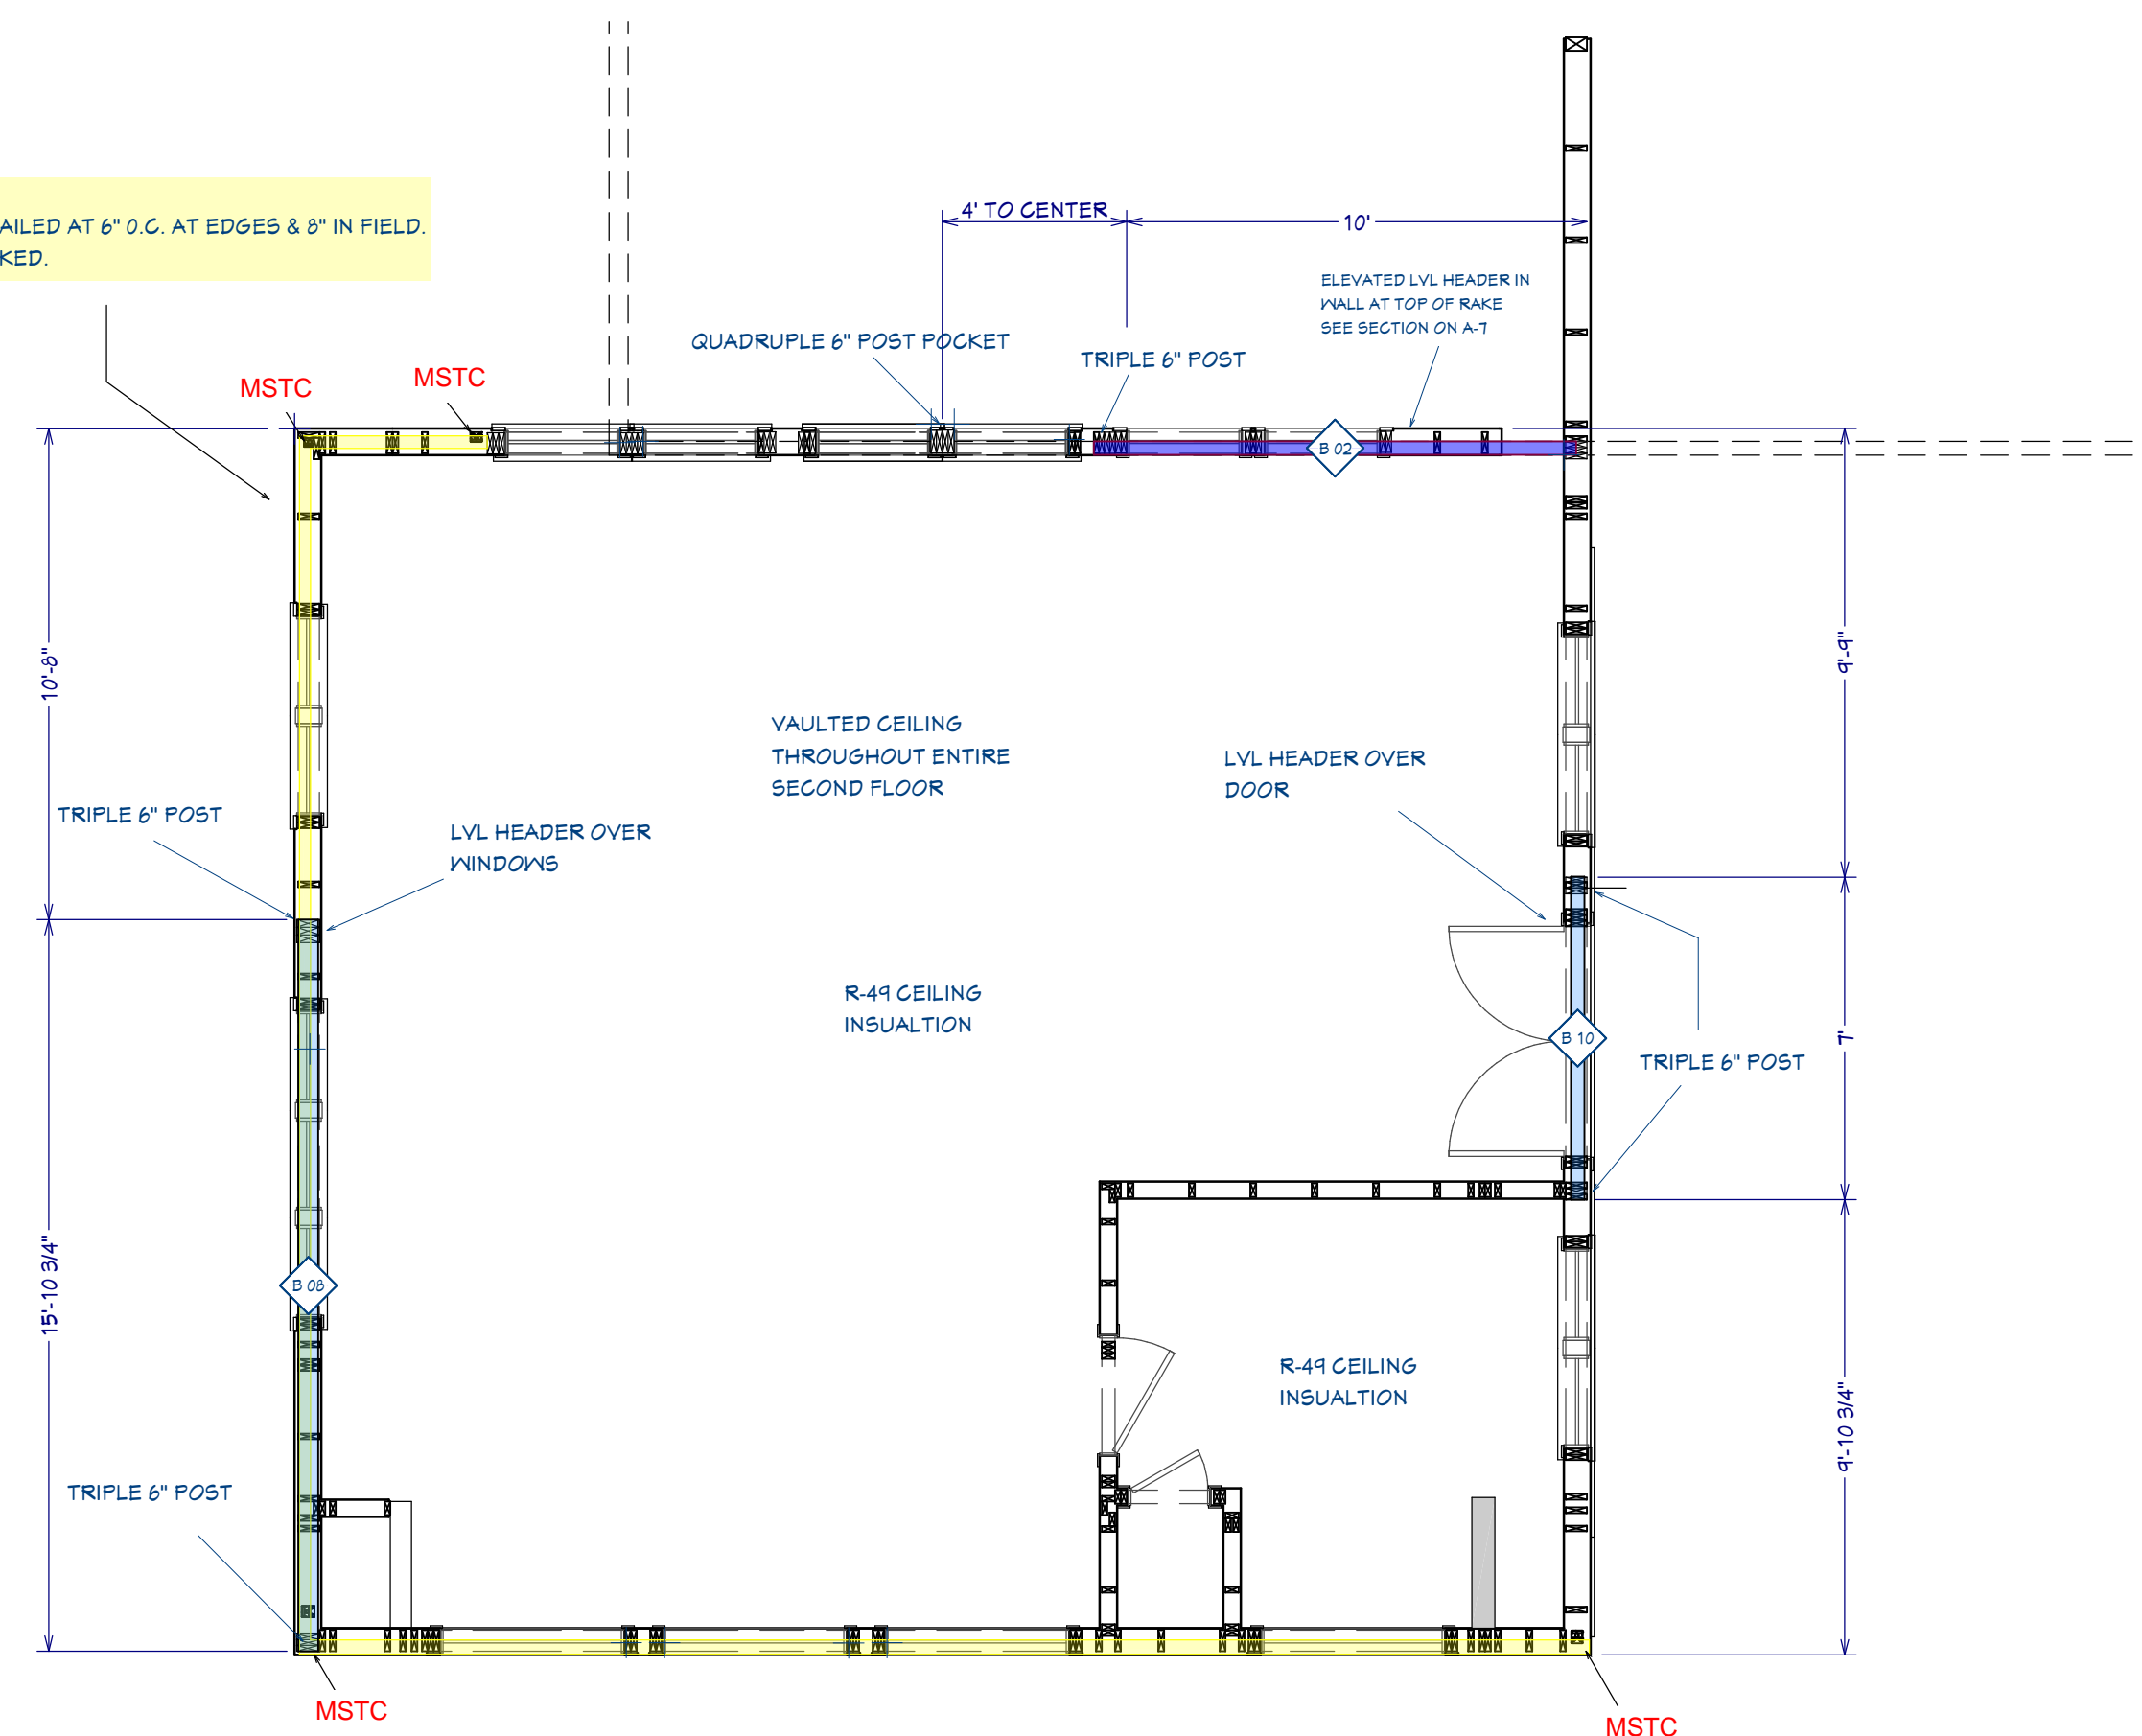 AILED AT 6" O.C. AT EDGES & 8" IN FIELD.
KED.
4' TO CENTER
10'
ELEVATED LVL HEADER IN
WALL AT TOP OF RAKE
SEE SECTION ON A-7
QUADRUPLE 6" POST POCKET
TRIPLE 6" POST
MSTC
MSTC
B 02
10'-8"
9'-9"
VAULTED CEILING
THROUGHOUT ENTIRE
SECOND FLOOR
LVL HEADER OVER
DOOR
TRIPLE 6" POST
LVL HEADER OVER
WINDOWS
R-49 CEILING
INSUALTION
B 10
7'
TRIPLE 6" POST
15'-10 3/4"
B 08
R-49 CEILING
INSUALTION
9'-10 3/4"
TRIPLE 6" POST
MSTC
MSTC